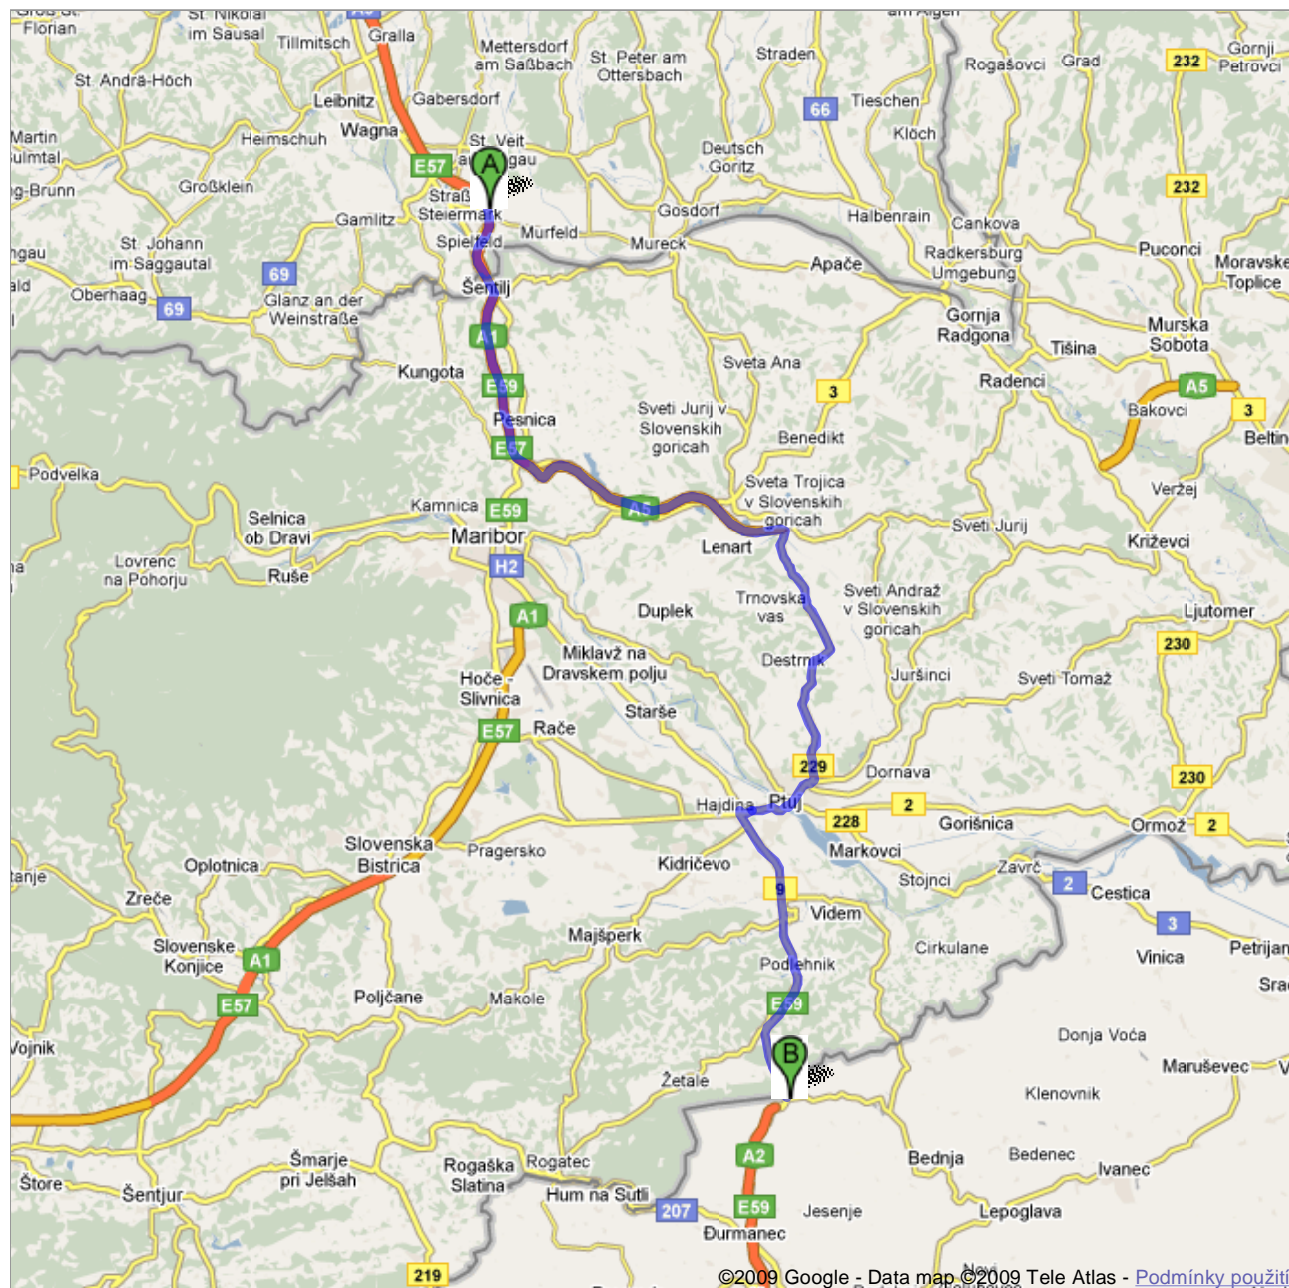 Groß St.
Florian
St. Nikolai
im Sausal
Tillmitsch
Gralla
Mettersdorf
am Saßbach
St. Peter am
Ottersbach
Straden
66
Rogašovci
Grad
232
Gornji
Petrovci
St. Andrä-Höch
Leibnitz
Gabersdorf
Wagna
Tieschen
Klöch
Martin
Heimschuh
St. Veit
E57
A
Deutsch
Goritz
232
Großklein
Straß
Steiermark
Gamlitz
Gosdorf
Halbenrain
Cankova
St. Johann
im Saggautal
Spielfeld
Mürfeld
Mureck
Radkersburg
Umgebung
Puconci
Moravske
Toplice
69
Apače
Oberhaag
69
Glanz an der
Weinstraße
Šentilj
Gornja
Radgona
Murska
Sobota
A1
Tišina
Kungota
Sveta Ana
Radenci
E59
3
A5
Bakovci
3
Pesnica
Sveti Jurij v
Slovenskih
goricah
Benedikt
Beltin
E57
Podvelka
Sveta Trojica
v Slovenskih
goricah
Veržej
Kamnica
E59
A5
Selnica
ob Dravi
Maribor
Lenart
Sveti Jurij
Križevci
Lovrenc
na Pohorju
Ruše
H2
Trnovska
vas
Sveti Andraž
v Slovenskih
goricah
Duplek
Ljutomer
A1
230
Miklavž na
Dravskem polju
Destrnik
Hoče -
Slivnica
Juršinci
Sveti Tomaž
Starše
E57
Rače
229
Dornava
230
Hajdina
Ptuj
2
228
Gorišnica
Ormož
2
Slovenska
Bistrica
Pragersko
Oplotnica
Kidričevo
Markovci
Zavrč
Stojnci
2
Cestica
Zreče
9
Videm
3
Slovenske
Konjice
Majšperk
Cirkulane
Petrijan
A1
Podlehnik
Vinica
E57
Poljčane
Makole
E59
Vojnik
Donja Voća
B
Maruševec
Žetale
Klenovnik
A2
Šmarje
pri Jelšah
Rogaška
Slatina
Rogatec
Bednja
Bedenec
Ivanec
Štore
Šentjur
Hum na Sutli
E59
207
Jesenje
Lepoglava
Đurmanec
219
©2009 Google - Data map ©2009 Tele Atlas - Podmínky použití